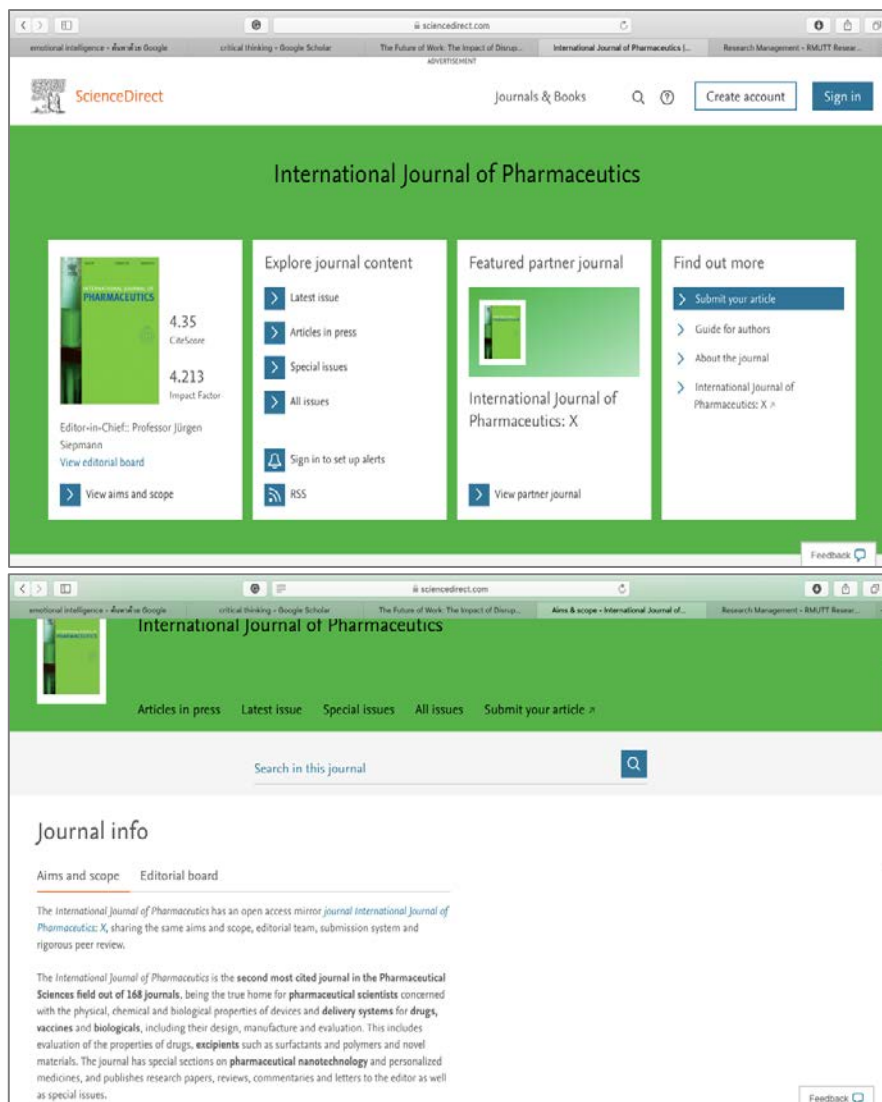 sciencedirect.com
emotional intelligence - ค้นหาด้วย Google
critical thinking - Google Scholar
The Future of Work: The Impact of Disrup...
International Journal of Pharmaceutics |...
Research Management - RMUTT Resear...
ADVERTISEMENT
ScienceDirect
Journals & Books
Create account
Sign in
International Journal of Pharmaceutics
INTERNATIONAL JOURNAL OF
PHARMACEUTICS
4.35
CiteScore
4.213
Impact Factor
Editor-in-Chief:: Professor Jürgen
Siepmann
View editorial board
View aims and scope
Explore journal content
Latest issue
Articles in press
Special issues
All issues
Sign in to set up alerts
RSS
Featured partner journal
International Journal of
Pharmaceutics: X
View partner journal
Find out more
Submit your article
Guide for authors
About the journal
International Journal of
Pharmaceutics: X ↗
Feedback
sciencedirect.com
emotional intelligence - ค้นหาด้วย Google
critical thinking - Google Scholar
The Future of Work: The Impact of Disrup...
Aims & scope - International Journal of...
Research Management - RMUTT Resear...
International Journal of Pharmaceutics
PHARMACEUTICS
Articles in press Latest issue Special issues All issues Submit your article ↗
Search in this journal
Journal info
Aims and scope Editorial board
The International Journal of Pharmaceutics has an open access mirror journal International Journal of
Pharmaceutics: X, sharing the same aims and scope, editorial team, submission system and
rigorous peer review.
The International Journal of Pharmaceutics is the second most cited journal in the Pharmaceutical
Sciences field out of 168 journals, being the true home for pharmaceutical scientists concerned
with the physical, chemical and biological properties of devices and delivery systems for drugs,
vaccines and biologicals, including their design, manufacture and evaluation. This includes
evaluation of the properties of drugs, excipients such as surfactants and polymers and novel
materials. The journal has special sections on pharmaceutical nanotechnology and personalized
medicines, and publishes research papers, reviews, commentaries and letters to the editor as well
as special issues.
Feedback